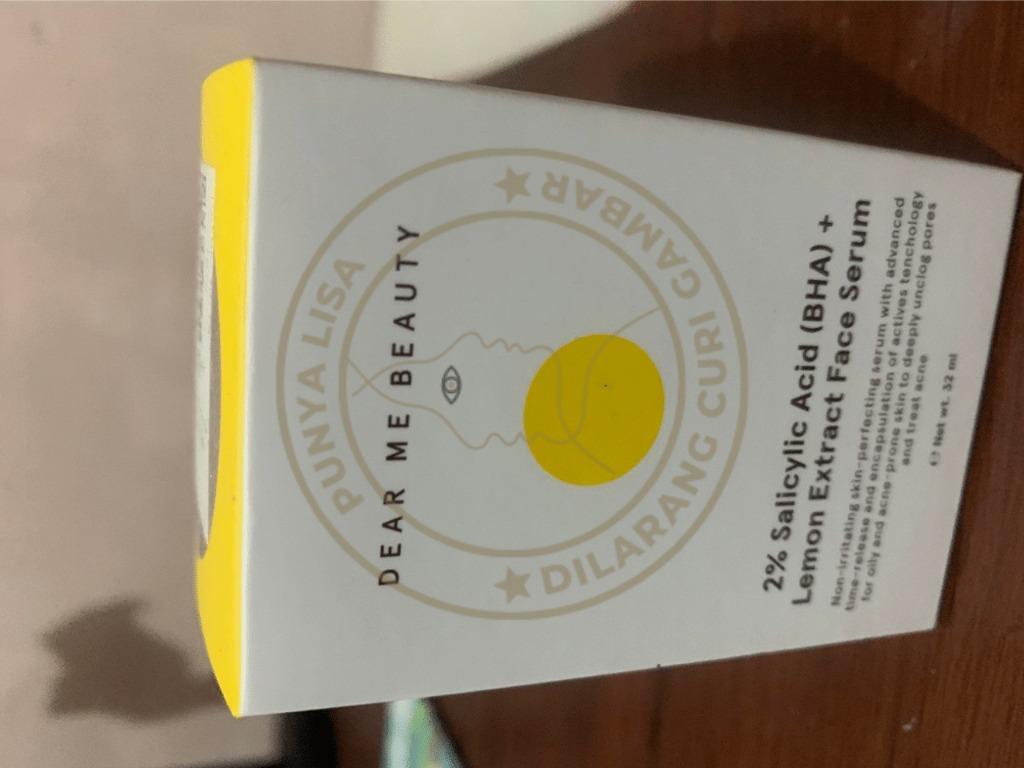 DEAR ME BEAUTY
2% Salicylic Acid (BHA) +
Lemon Extract Face Serum
Non-irritating skin-perfecting serum with advanced
time-release and encapsulation of actives tenchology
for oily and acne-prone skin to deeply unclog pores
and treat acne
℮ Net wt. 32 ml
PUNYA LISA
★ DILARANG CURI GAMBAR ★